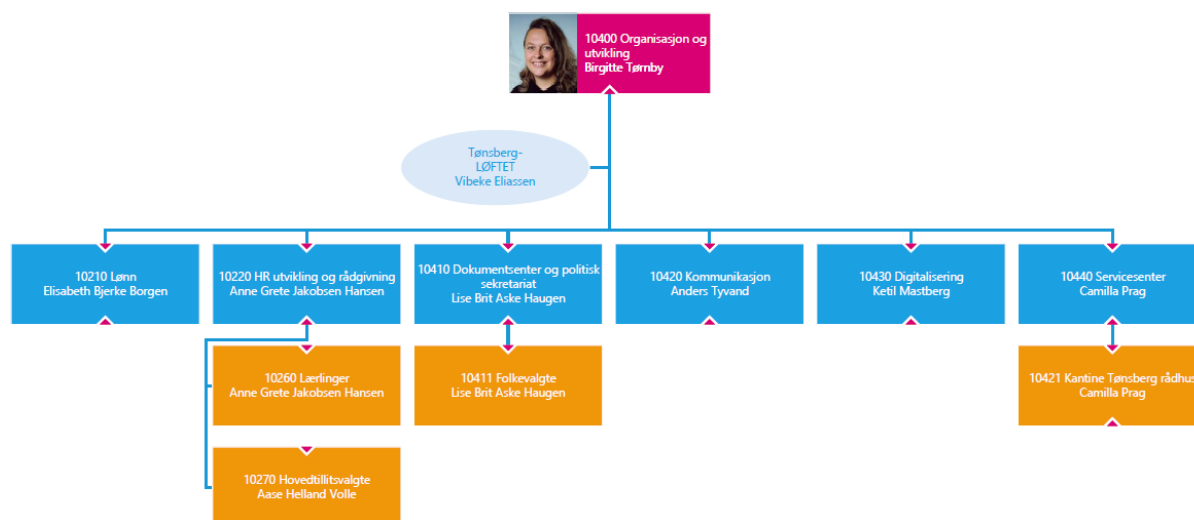 10400 Organisasjon og
utvikling
Birgitte Tørnby
Tønsberg-
LØFTET
Vibeke Eliassen
10210 Lønn
Elisabeth Bjerke Borgen
10220 HR utvikling og rådgivning
Anne Grete Jakobsen Hansen
10410 Dokumentsenter og politisk
sekretariat
Lise Brit Aske Haugen
10420 Kommunikasjon
Anders Tyvand
10430 Digitalisering
Ketil Mastberg
10440 Servicesenter
Camilla Prag
10260 Lærlinger
Anne Grete Jakobsen Hansen
10411 Folkevalgte
Lise Brit Aske Haugen
10421 Kantine Tønsberg rådhus
Camilla Prag
10270 Hovedtillitsvalgte
Aase Helland Volle